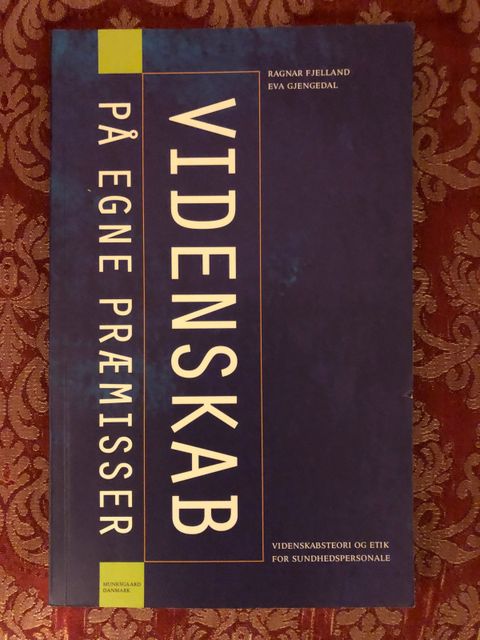 RAGNAR FJELLAND
EVA GJENGEDAL
VIDENSKAB
PÅ EGNE PRÆMISSER
VIDENSKABSTEORI OG ETIK
FOR SUNDHEDSPERSONALE
MUNKSGAARD
DANMARK